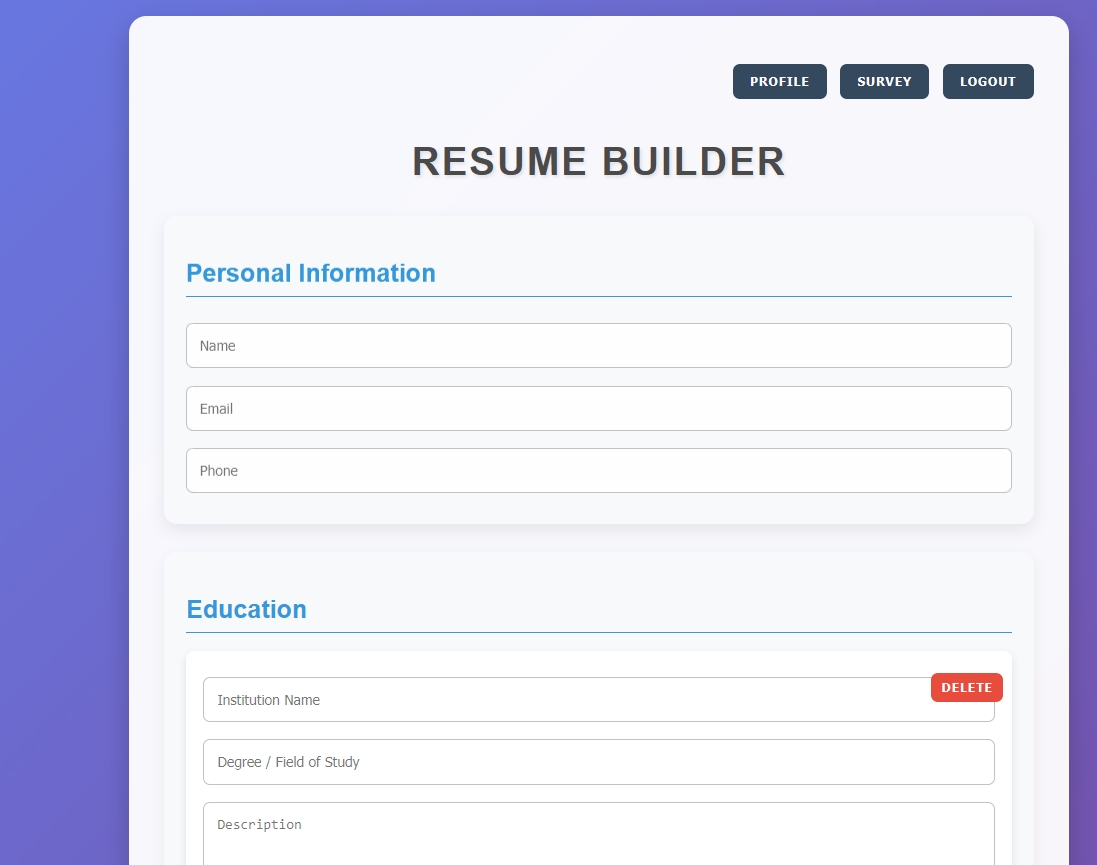 PROFILE SURVEY LOGOUT
RESUME BUILDER
Personal Information
Name
Email
Phone
Education
DELETE
Institution Name
Degree / Field of Study
Description